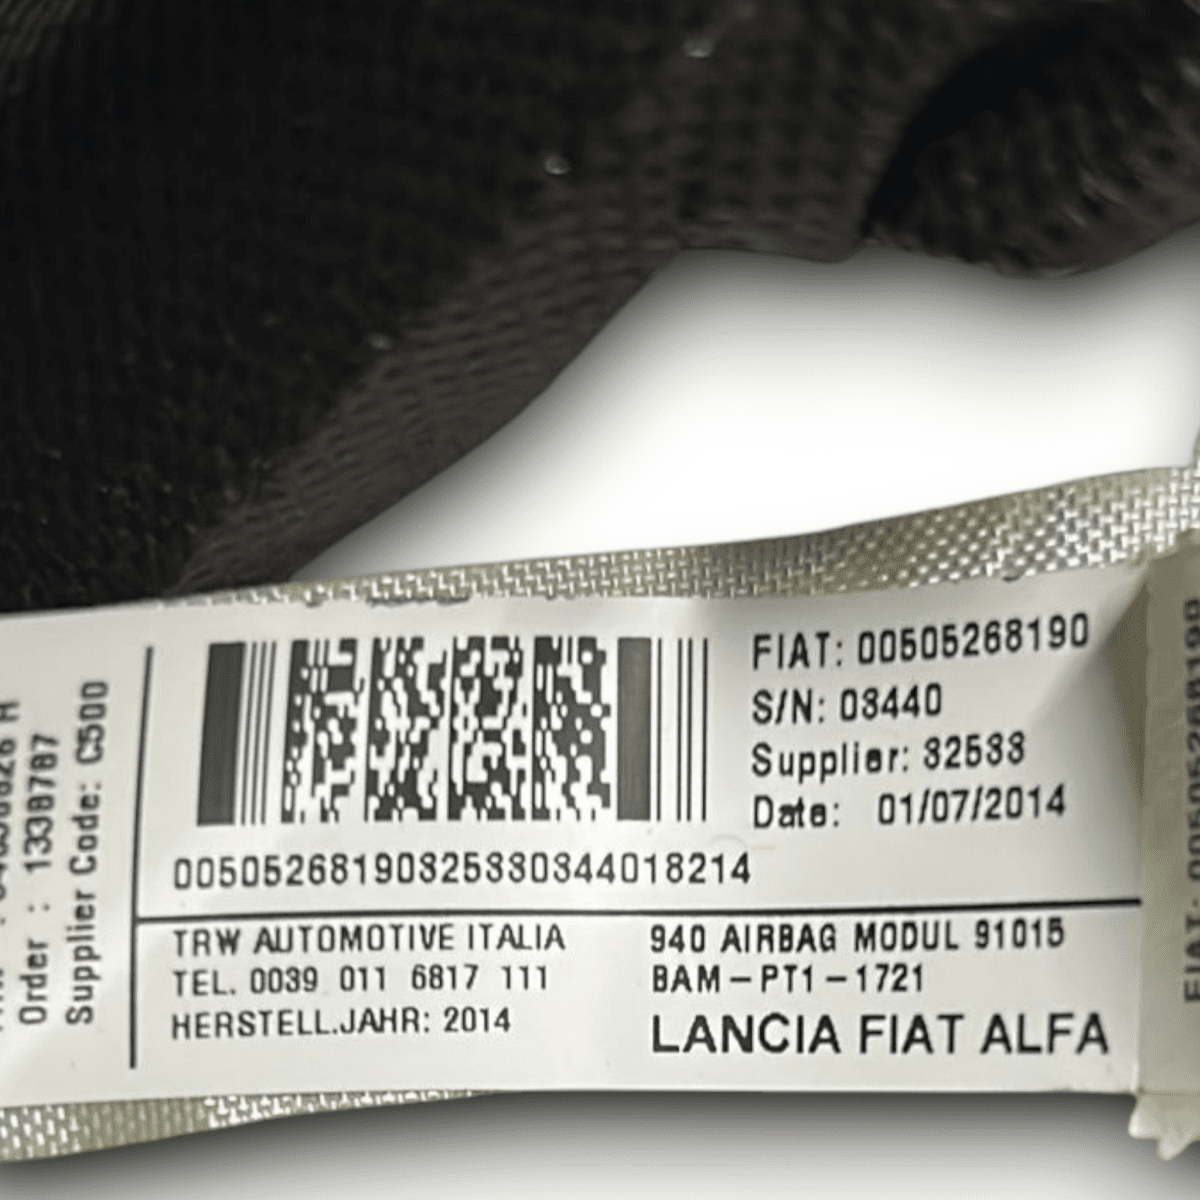 Order : 1338787
Supplier Code: C500
FIAT: 00505268190
S/N: 03440
Supplier: 32533
Date: 01/07/2014
00505268190325330344018214
TRW AUTOMOTIVE ITALIA
TEL. 0039 011 6817 111
HERSTELL.JAHR: 2014
940 AIRBAG MODUL 91015
BAM-PT1-1721
LANCIA FIAT ALFA